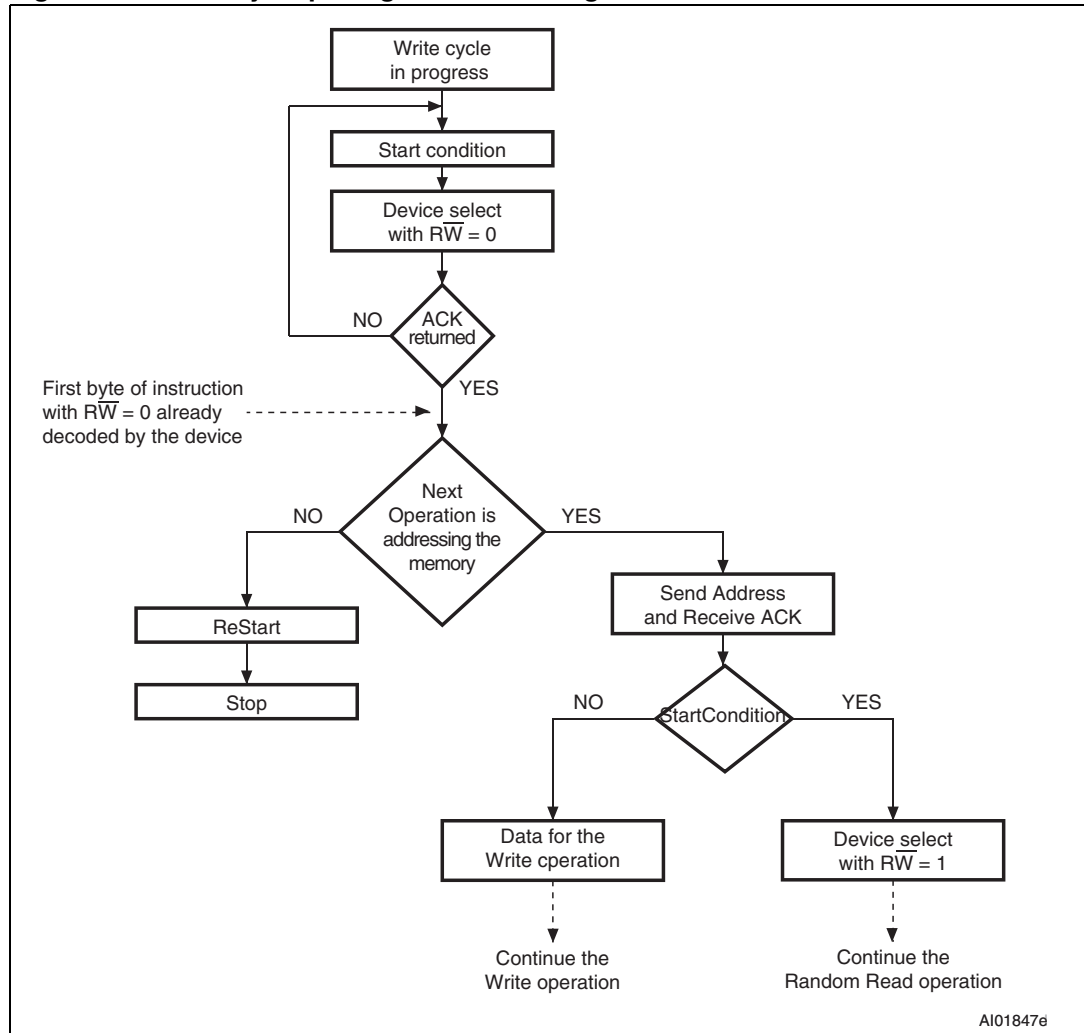 Write cycle
in progress
Start condition
Device select
with RW̅ = 0
NO
ACK
returned
YES
First byte of instruction
with RW̅ = 0 already
decoded by the device
Next
Operation is
addressing the
memory
NO
YES
Send Address
and Receive ACK
ReStart
Stop
StartCondition
NO
YES
Data for the
Write cperation
Device select
with RW̅ = 1
Continue the
Write operation
Continue the
Random Read operation
AI01847e